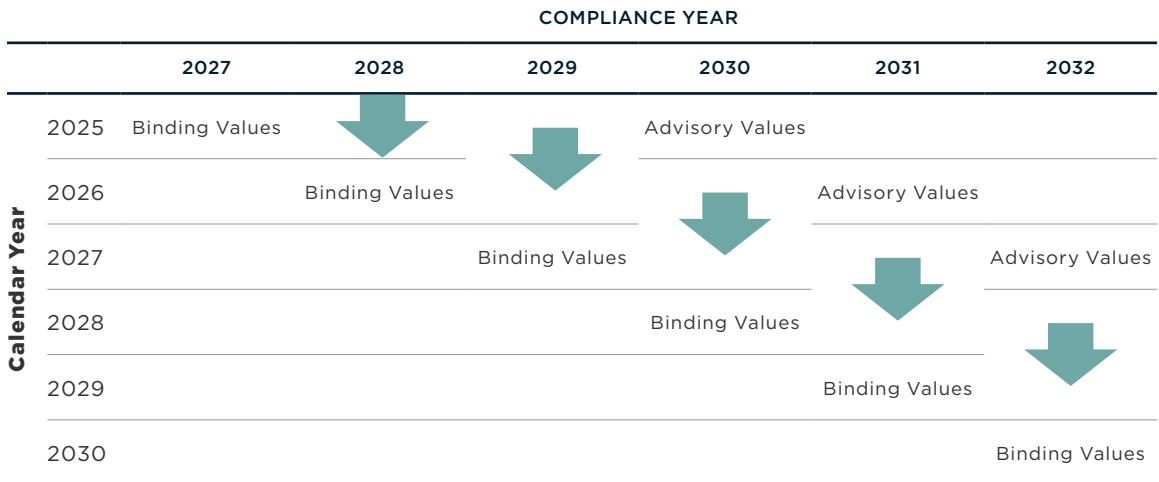 COMPLIANCE YEAR
2027 2028 2029 2030 2031 2032
Calendar Year
2025 Binding Values Advisory Values
2026 Binding Values Advisory Values
2027 Binding Values Advisory Values
2028 Binding Values
2029 Binding Values
2030 Binding Values